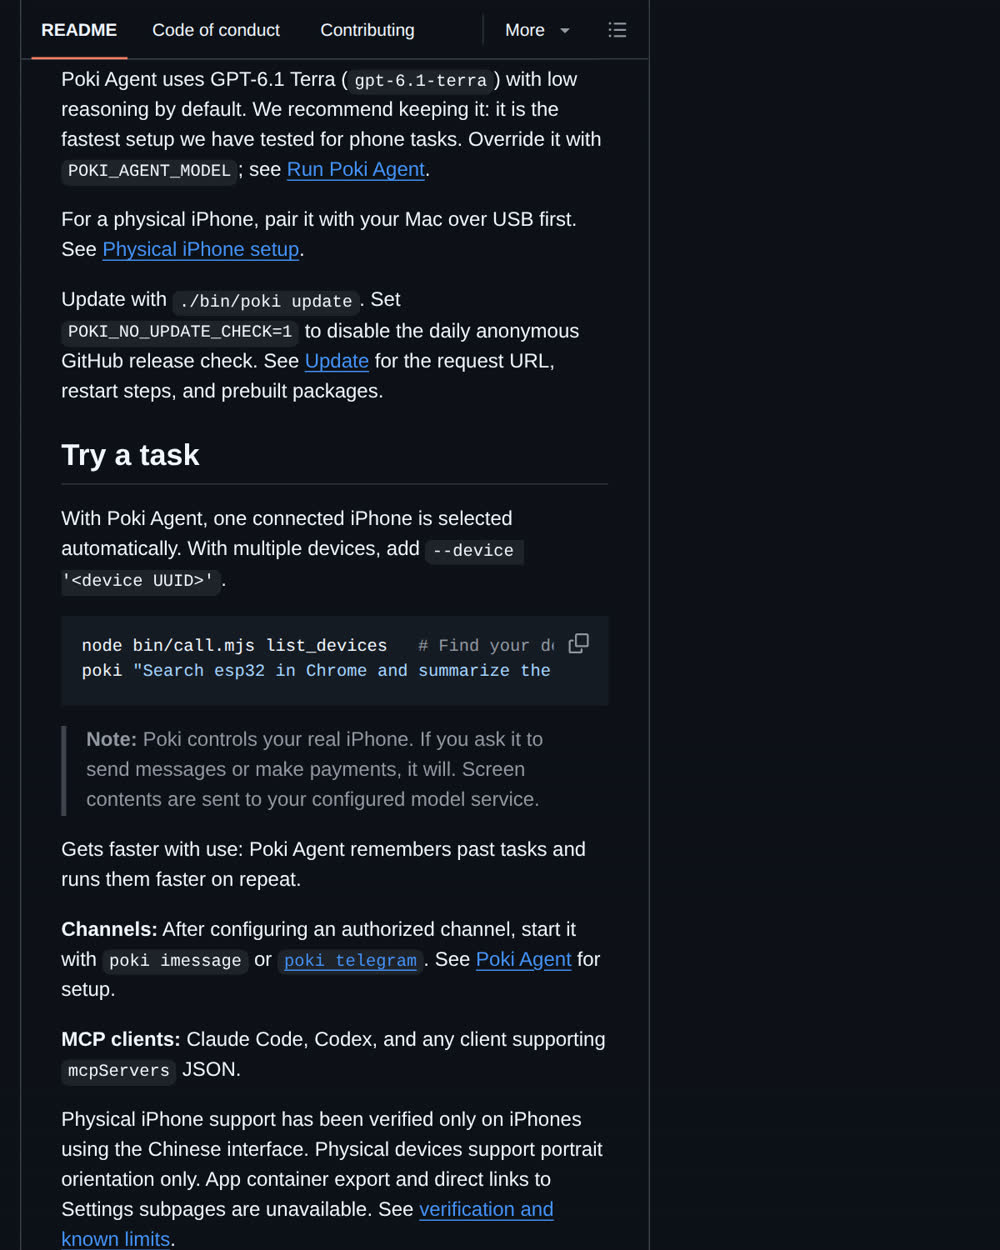 README Code of conduct Contributing More
Poki Agent uses GPT-6.1 Terra ( gpt-6.1-terra ) with low
reasoning by default. We recommend keeping it: it is the
fastest setup we have tested for phone tasks. Override it with
POKI_AGENT_MODEL ; see Run Poki Agent.
For a physical iPhone, pair it with your Mac over USB first.
See Physical iPhone setup.
Update with ./bin/poki update . Set
POKI_NO_UPDATE_CHECK=1 to disable the daily anonymous
GitHub release check. See Update for the request URL,
restart steps, and prebuilt packages.
Try a task
With Poki Agent, one connected iPhone is selected
automatically. With multiple devices, add --device
'<device UUID>' .
node bin/call.mjs list_devices # Find your
poki "Search esp32 in Chrome and summarize the
Note: Poki controls your real iPhone. If you ask it to
send messages or make payments, it will. Screen
contents are sent to your configured model service.
Gets faster with use: Poki Agent remembers past tasks and
runs them faster on repeat.
Channels: After configuring an authorized channel, start it
with poki imessage or poki telegram . See Poki Agent for
setup.
MCP clients: Claude Code, Codex, and any client supporting
mcpServers JSON.
Physical iPhone support has been verified only on iPhones
using the Chinese interface. Physical devices support portrait
orientation only. App container export and direct links to
Settings subpages are unavailable. See verification and
known limits.